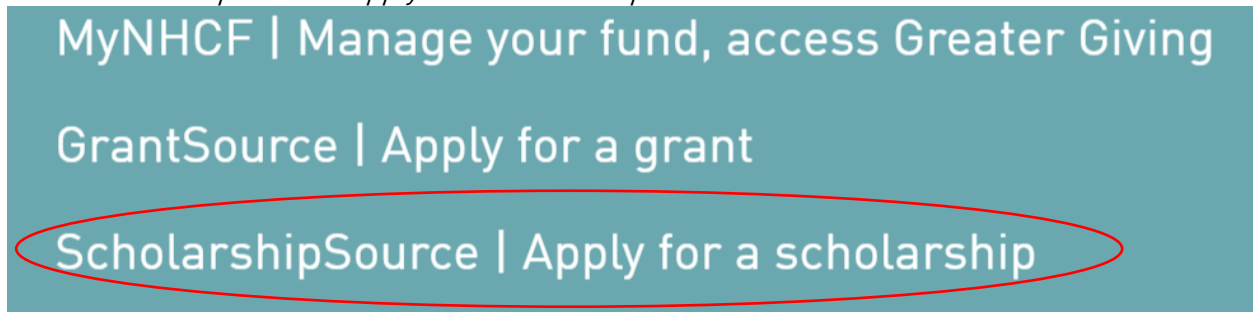 MyNHCF | Manage your fund, access Greater Giving
GrantSource | Apply for a grant
ScholarshipSource | Apply for a scholarship